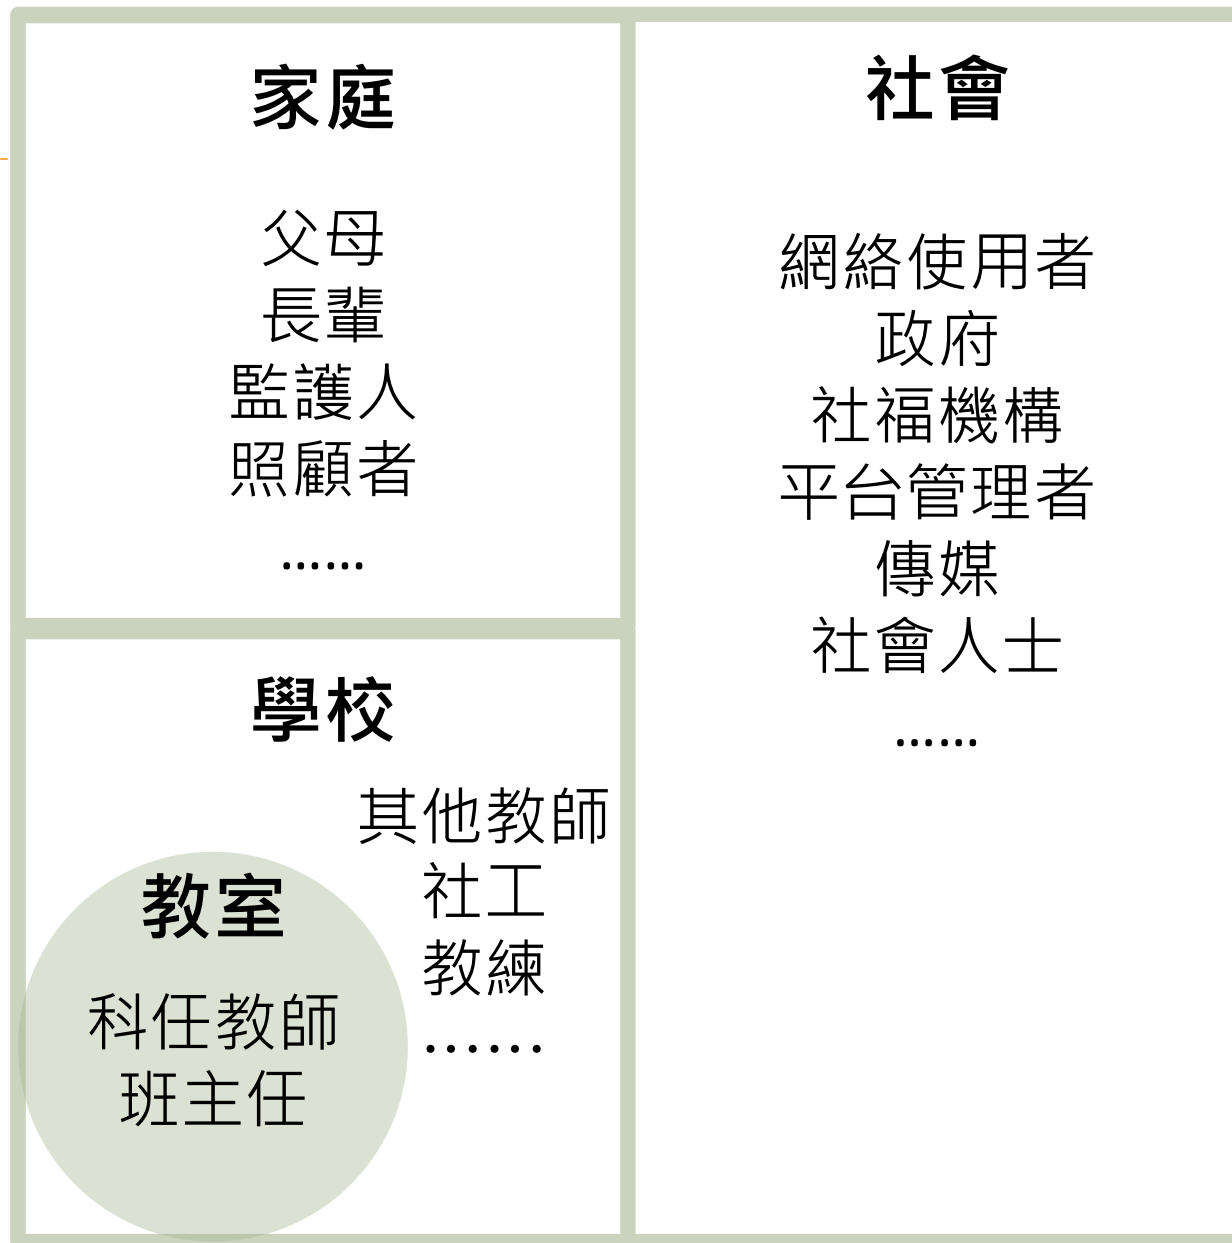 家庭
父母
長輩
監護人
照顧者
......
社會
網絡使用者
政府
社福機構
平台管理者
傳媒
社會人士
......
學校
其他教師
社工
教練
......
教室
科任教師
班主任